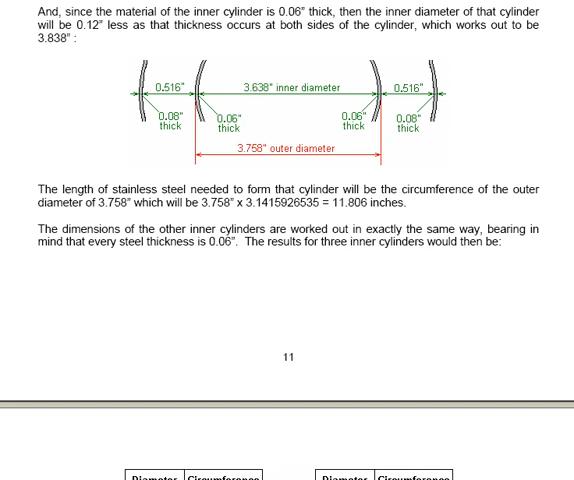 And, since the material of the inner cylinder is 0.06" thick, then the inner diameter of that cylinder
will be 0.12" less as that thickness occurs at both sides of the cylinder, which works out to be
3.838" :
0.516" 3.638" inner diameter 0.516"
0.08" thick 0.06" thick 0.06" thick 0.08" thick
3.758" outer diameter
The length of stainless steel needed to form that cylinder will be the circumference of the outer
diameter of 3.758" which will be 3.758" x 3.1415926535 = 11.806 inches.
The dimensions of the other inner cylinders are worked out in exactly the same way, bearing in
mind that every steel thickness is 0.06". The results for three inner cylinders would then be:
11
Diameter Circumference Diameter Circumference